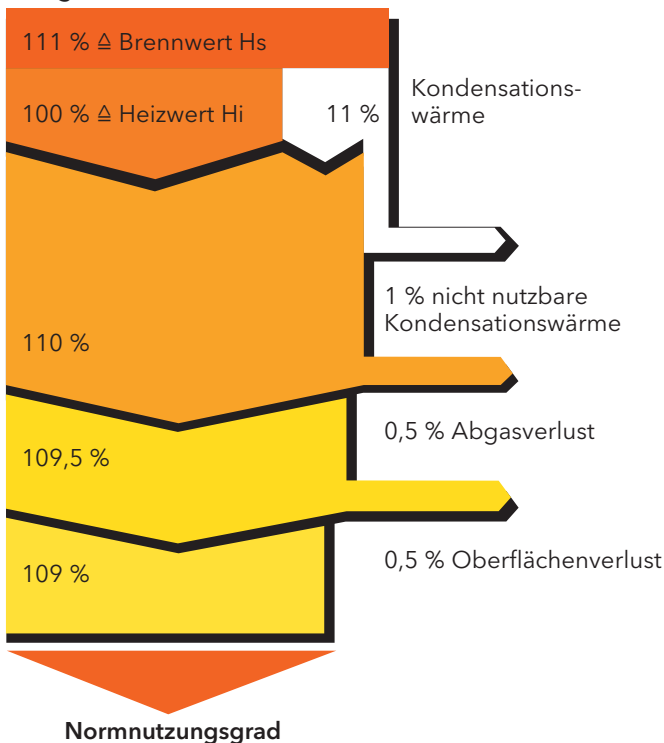 111 % ≙ Brennwert Hs
100 % ≙ Heizwert Hi
11 %
Kondensations-
wärme
1 % nicht nutzbare
Kondensationswärme
110 %
0,5 % Abgasverlust
109,5 %
0,5 % Oberflächenverlust
109 %
Normnutzungsgrad